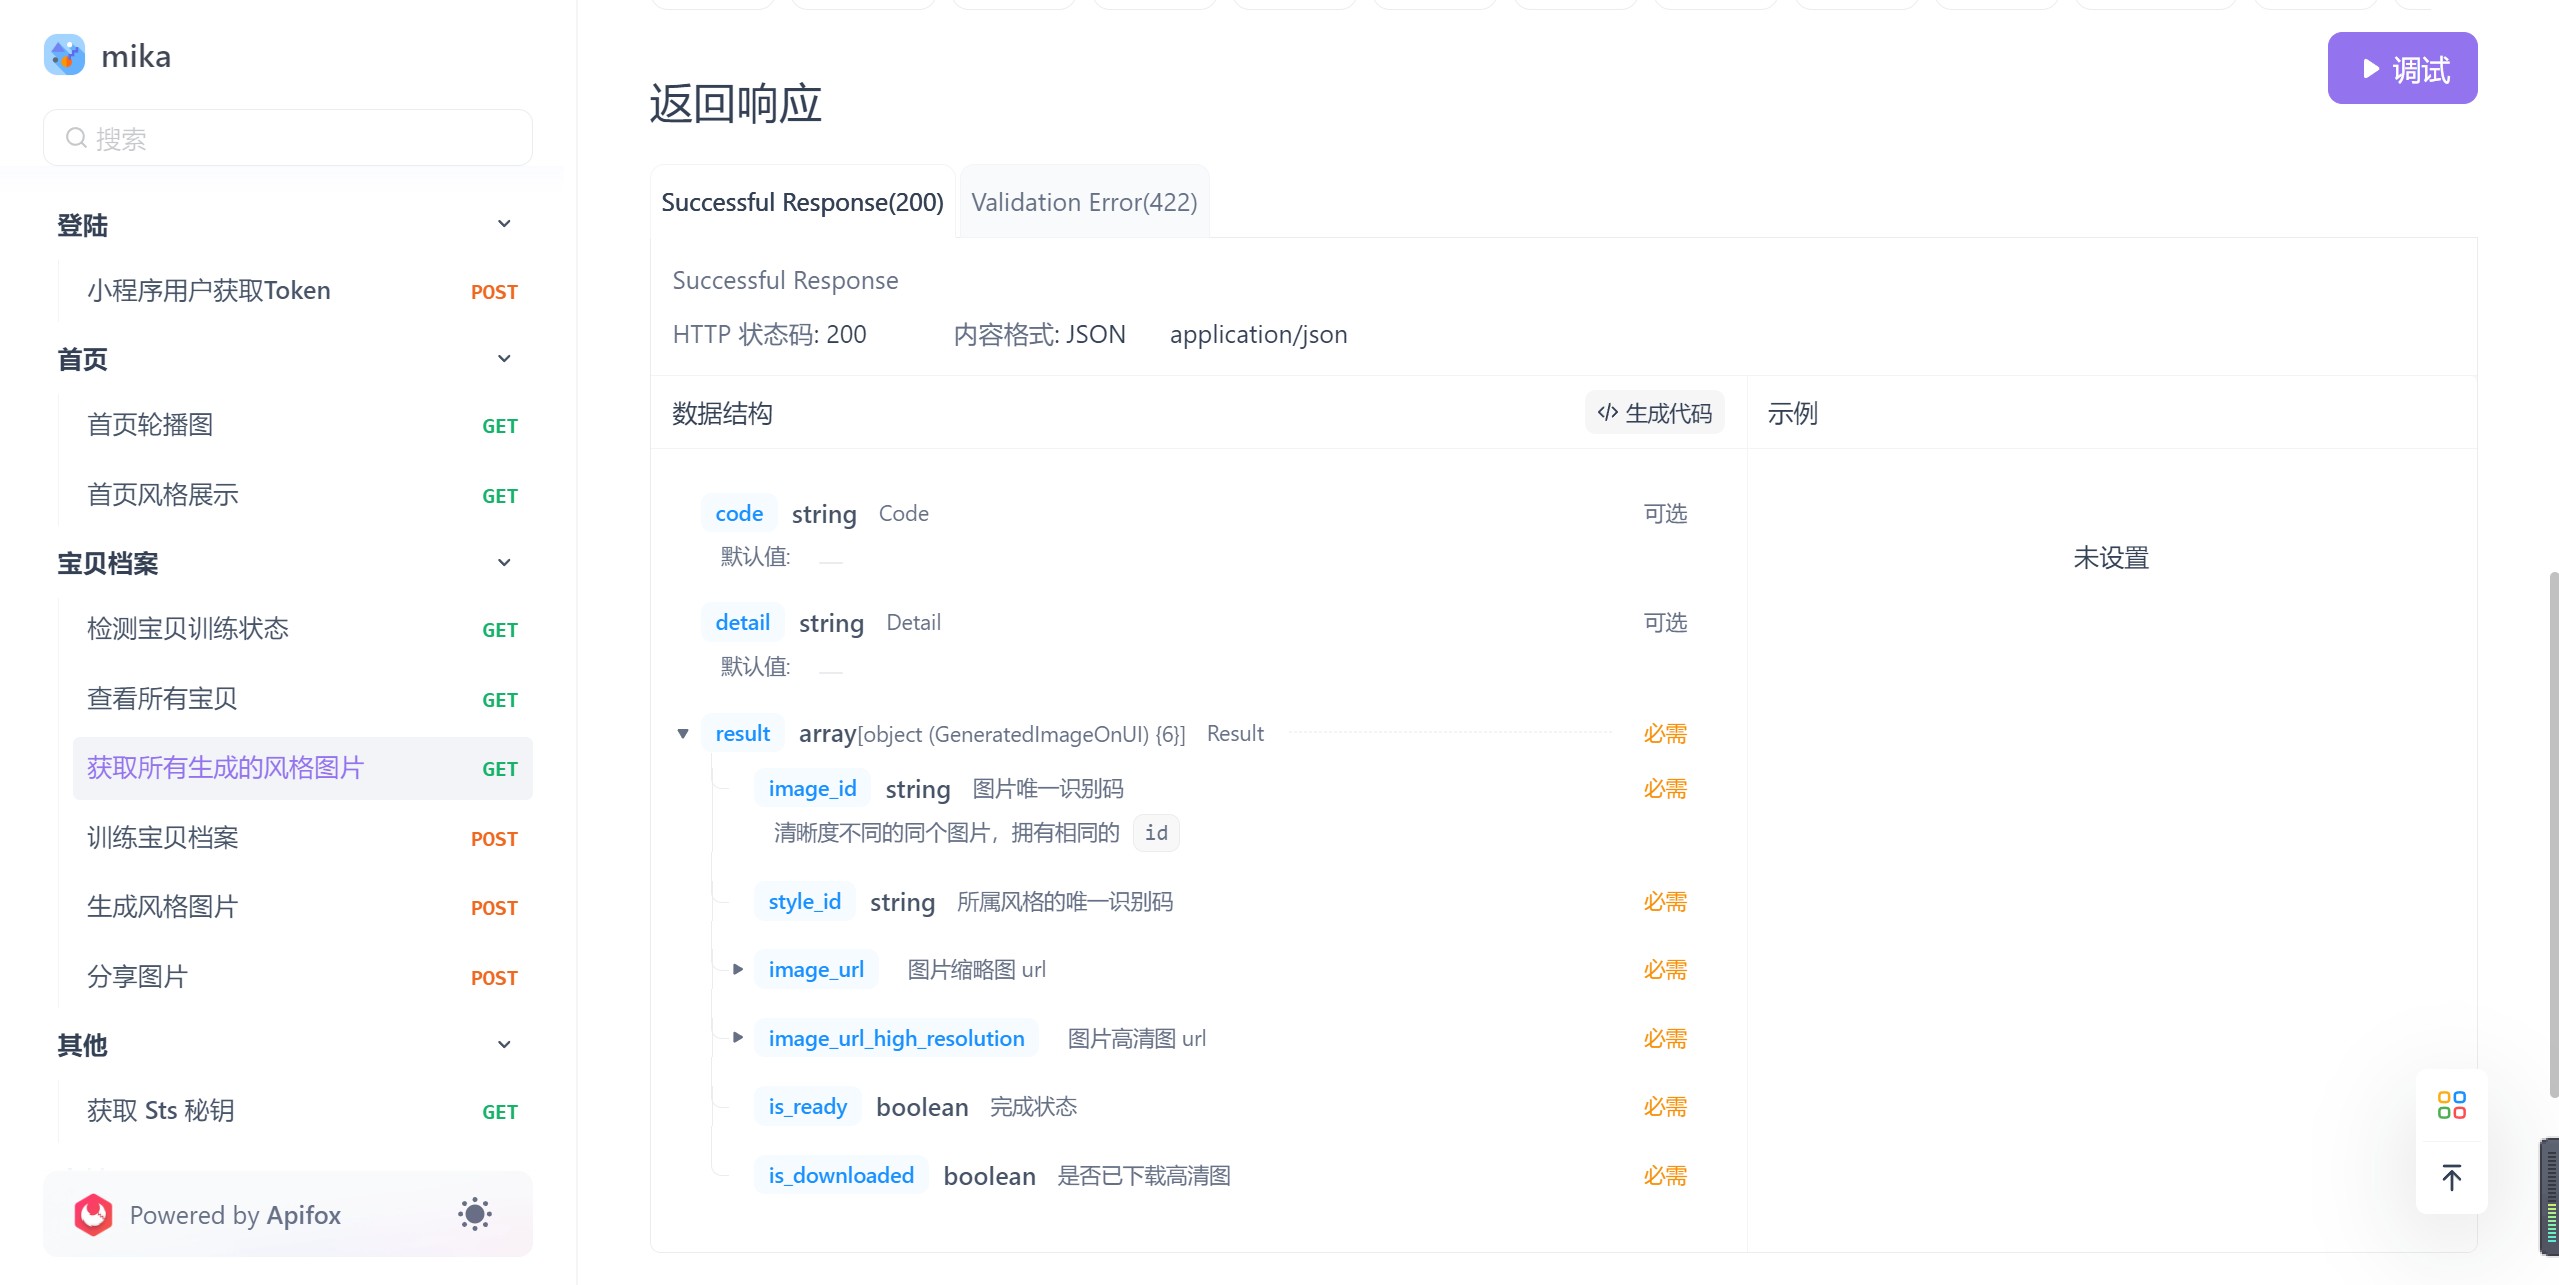 mika
搜索
登陆
小程序用户获取Token POST
首页
首页轮播图 GET
首页风格展示 GET
宝贝档案
检测宝贝训练状态 GET
查看所有宝贝 GET
获取所有生成的风格图片 GET
训练宝贝档案 POST
生成风格图片 POST
分享图片 POST
其他
获取 Sts 秘钥 GET
Powered by Apifox
调试
返回响应
Successful Response(200) Validation Error(422)
Successful Response
HTTP 状态码: 200 内容格式: JSON application/json
数据结构 生成代码 示例
code string Code 可选
默认值:
detail string Detail 可选
默认值:
result array[object (GeneratedImageOnUI) {6}] Result 必需
image_id string 图片唯一识别码 必需
清晰度不同的同个图片，拥有相同的 id
style_id string 所属风格的唯一识别码 必需
image_url 图片缩略图 url 必需
image_url_high_resolution 图片高清图 url 必需
is_ready boolean 完成状态 必需
is_downloaded boolean 是否已下载高清图 必需
未设置